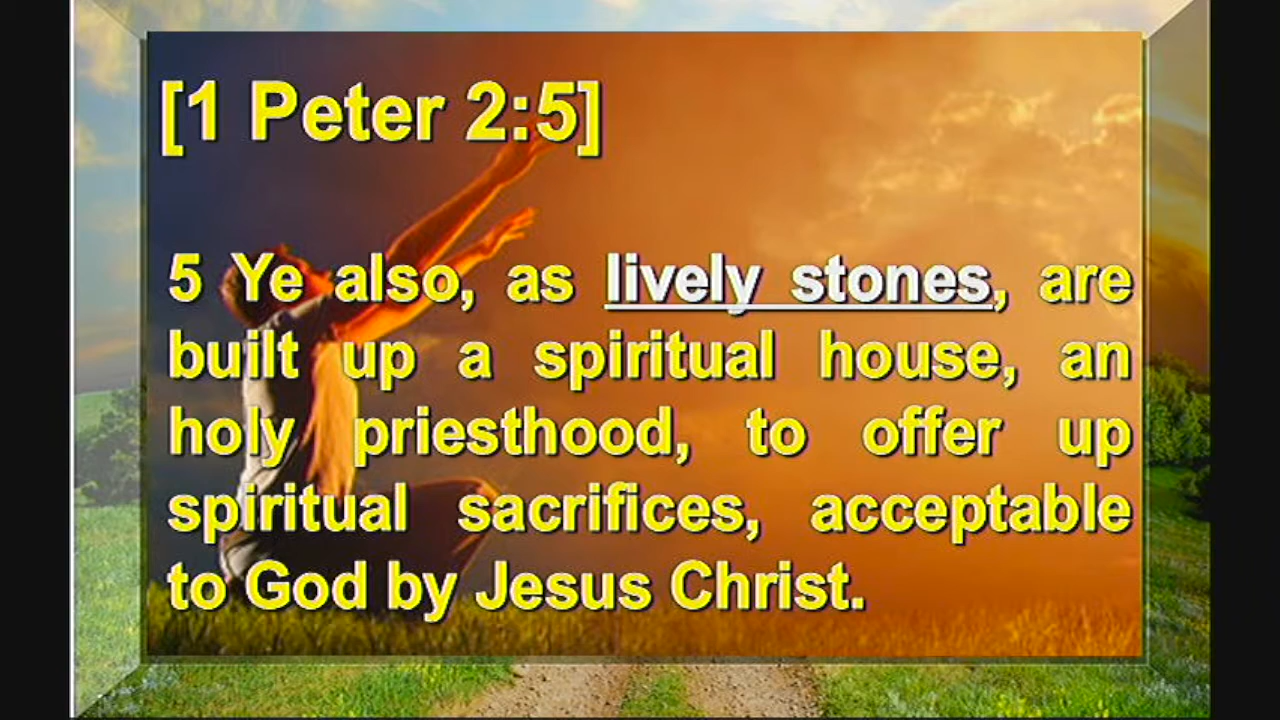 [1 Peter 2:5]
5 Ye also, as lively stones, are
built up a spiritual house, an
holy priesthood, to offer up
spiritual sacrifices, acceptable
to God by Jesus Christ.